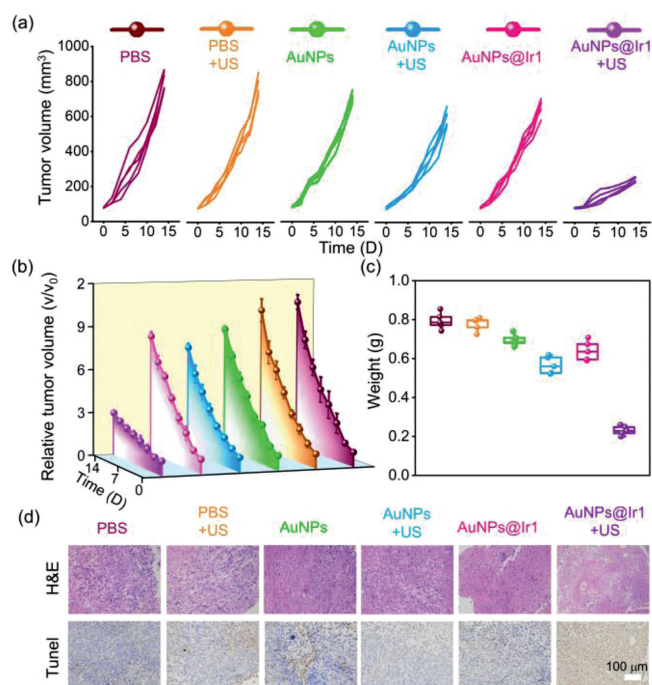 (a)
PBS
PBS
+US
AuNPs
AuNPs
+US
AuNPs@Ir1
AuNPs@Ir1
+US
Tumor volume (mm³)
1000
800
600
400
200
0
0 5 10 15 0 5 10 15 0 5 10 15 0 5 10 15 0 5 10 15 0 5 10 15
Time (D)
(b)
Relative tumor volume (v/v₀)
2
9
6
3
0
14
7
0
Time (D)
(c)
Weight (g)
1.0
0.8
0.6
0.4
0.2
0.0
(d)
PBS
PBS
+US
AuNPs
AuNPs
+US
AuNPs@Ir1
AuNPs@Ir1
+US
H&E
Tunel
100 μm